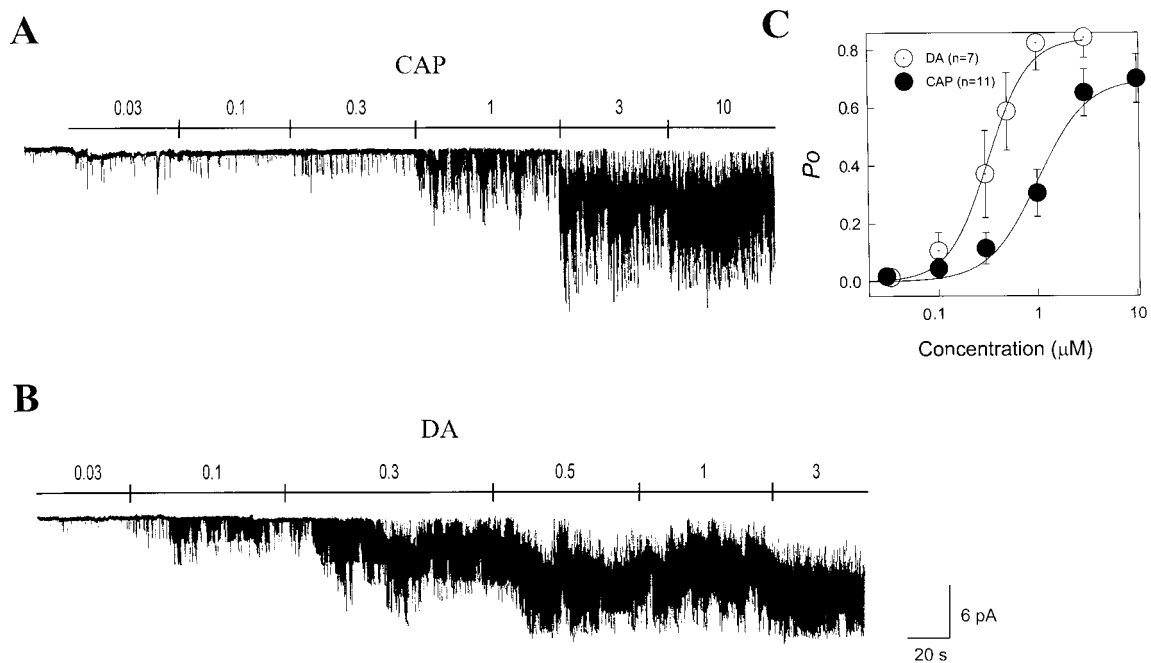 A
CAP
0.03 0.1 0.3 1 3 10
C
DA (n=7)
CAP (n=11)
0.8
0.6
0.4
0.2
0.0
Po
0.1 1 10
Concentration (μM)
B
DA
0.03 0.1 0.3 0.5 1 3
6 pA
20 s